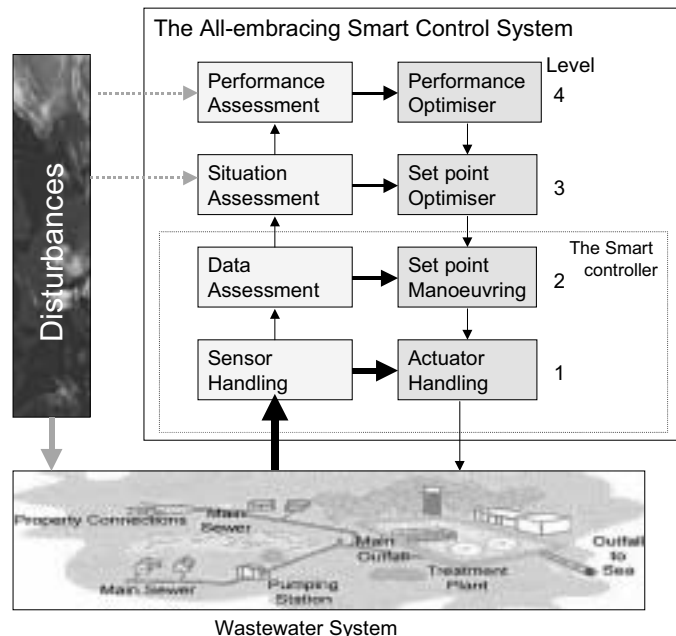 The All-embracing Smart Control System
Level
Performance
Assessment
Performance
Optimiser
4
Disturbances
Situation
Assessment
Set point
Optimiser
3
The Smart
controller
Data
Assessment
Set point
Manoeuvring
2
Sensor
Handling
Actuator
Handling
1
Property Connections
Main
Sewer
Main
Outfall
Outfall
to
Sea
Main Sewer
Pumping
Station
Treatment
Plant
Wastewater System